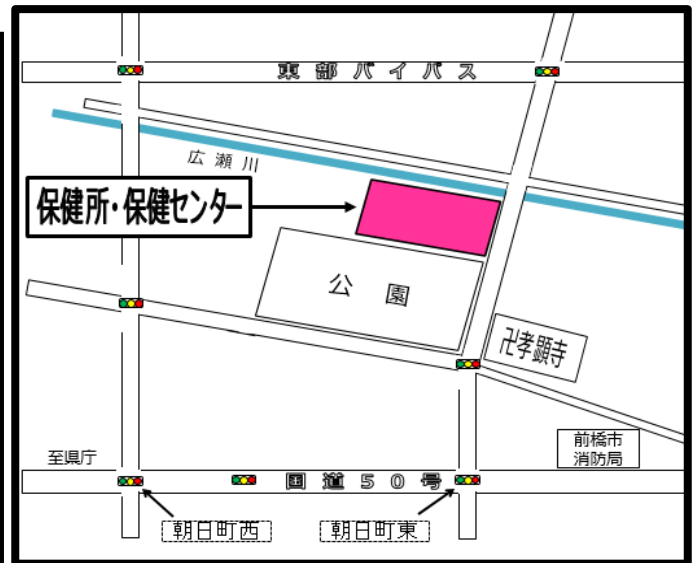 東部バイパス
広瀬川
保健所・保健センター
公園
卍孝顕寺
前橋市
消防局
至県庁
国道50号
朝日町西
朝日町東